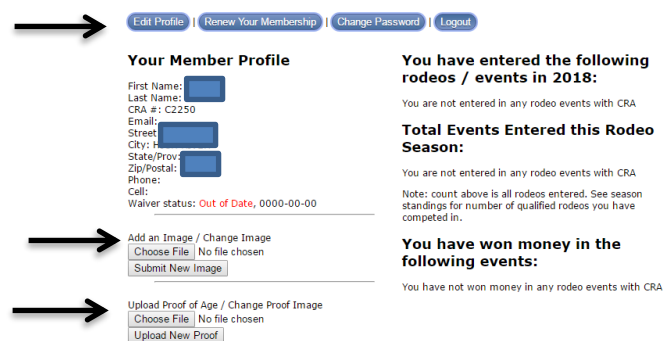 Edit Profile | Renew Your Membership | Change Password | Logout
Your Member Profile
First Name:
Last Name:
CRA #: C2250
Email:
Street
City: H
State/Prov:
Zip/Postal:
Phone:
Cell:
Waiver status: Out of Date, 0000-00-00
Add an Image / Change Image
Choose File No file chosen
Submit New Image
Upload Proof of Age / Change Proof Image
Choose File No file chosen
Upload New Proof
You have entered the following
rodeos / events in 2018:
You are not entered in any rodeo events with CRA
Total Events Entered this Rodeo
Season:
You are not entered in any rodeo events with CRA
Note: count above is all rodeos entered. See season
standings for number of qualified rodeos you have
competed in.
You have won money in the
following events:
You have not won money in any rodeo events with CRA